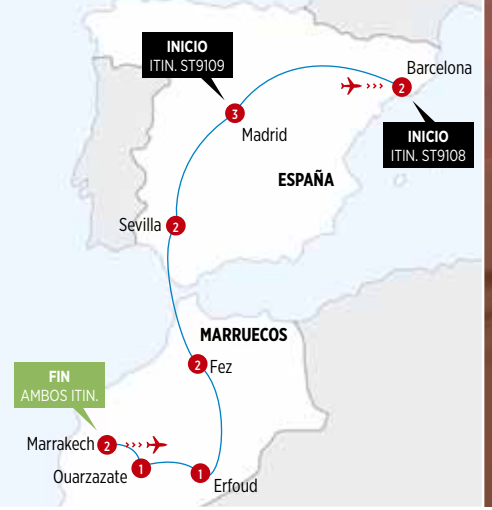 INICIO
ITIN. ST9109
Barcelona
2
3
Madrid
INICIO
ITIN. ST9108
ESPAÑA
Sevilla
2
MARRUECOS
2
Fez
FIN
AMBOS ITIN.
Marrakech
2
Ouarzazate
1
1
Erfoud